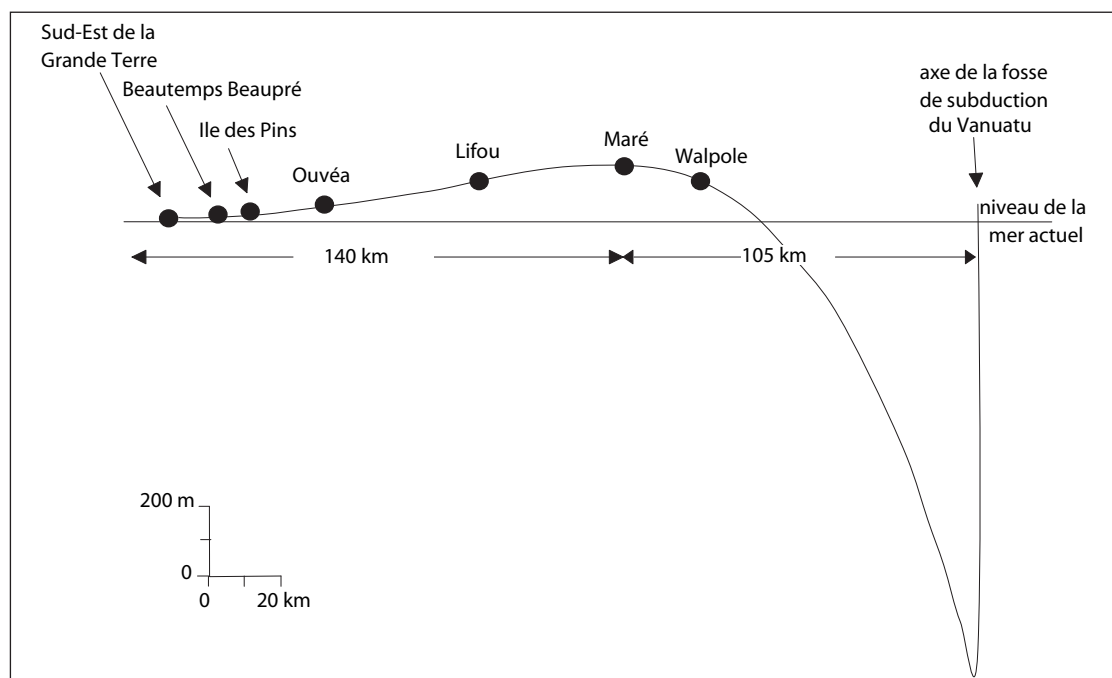 Sud-Est de la
Grande Terre
Beautemps Beaupré
Ile des Pins
Ouvéa
Lifou
Maré
Walpole
axe de la fosse
de subduction
du Vanuatu
niveau de la
mer actuel
140 km
105 km
200 m
0
0
20 km